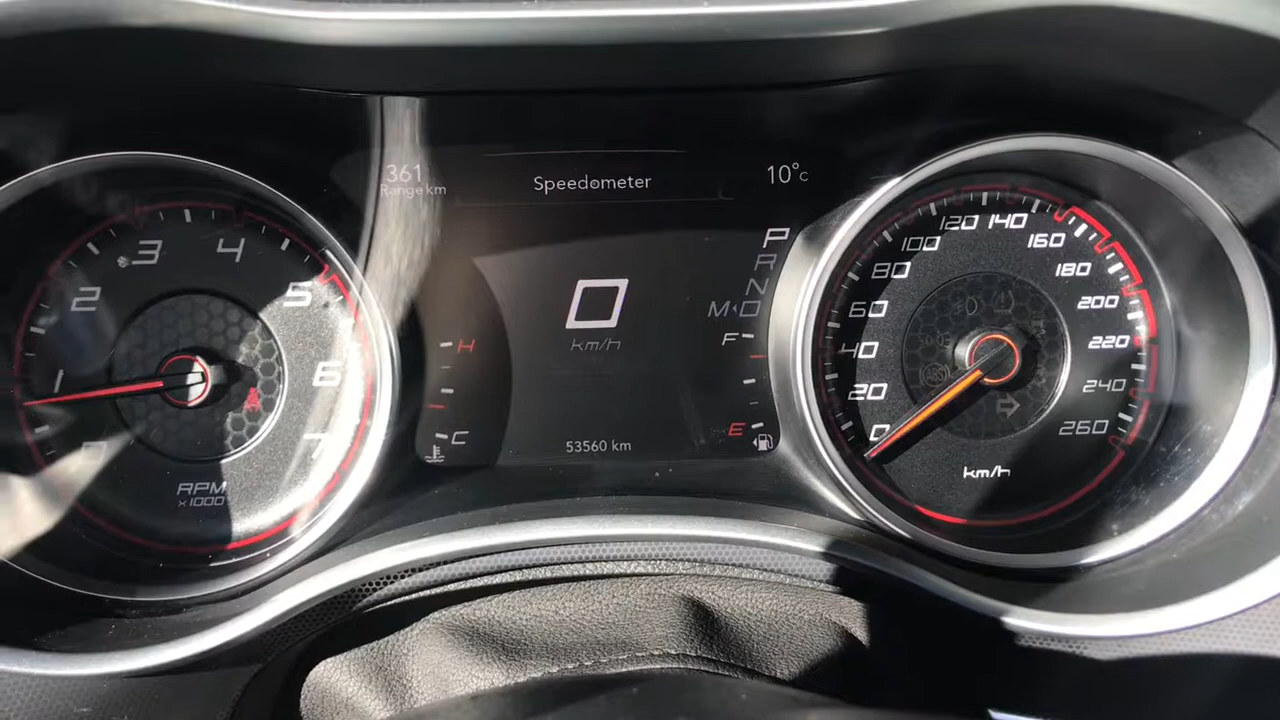 361
Range km
Speedometer
10°C
P
R
N
M D
0
km/h
H
C
F
E
53560 km
1
2
3
4
5
6
7
RPM
x1000
0
20
40
60
80
100
120
140
160
180
200
220
240
260
km/h
ABS